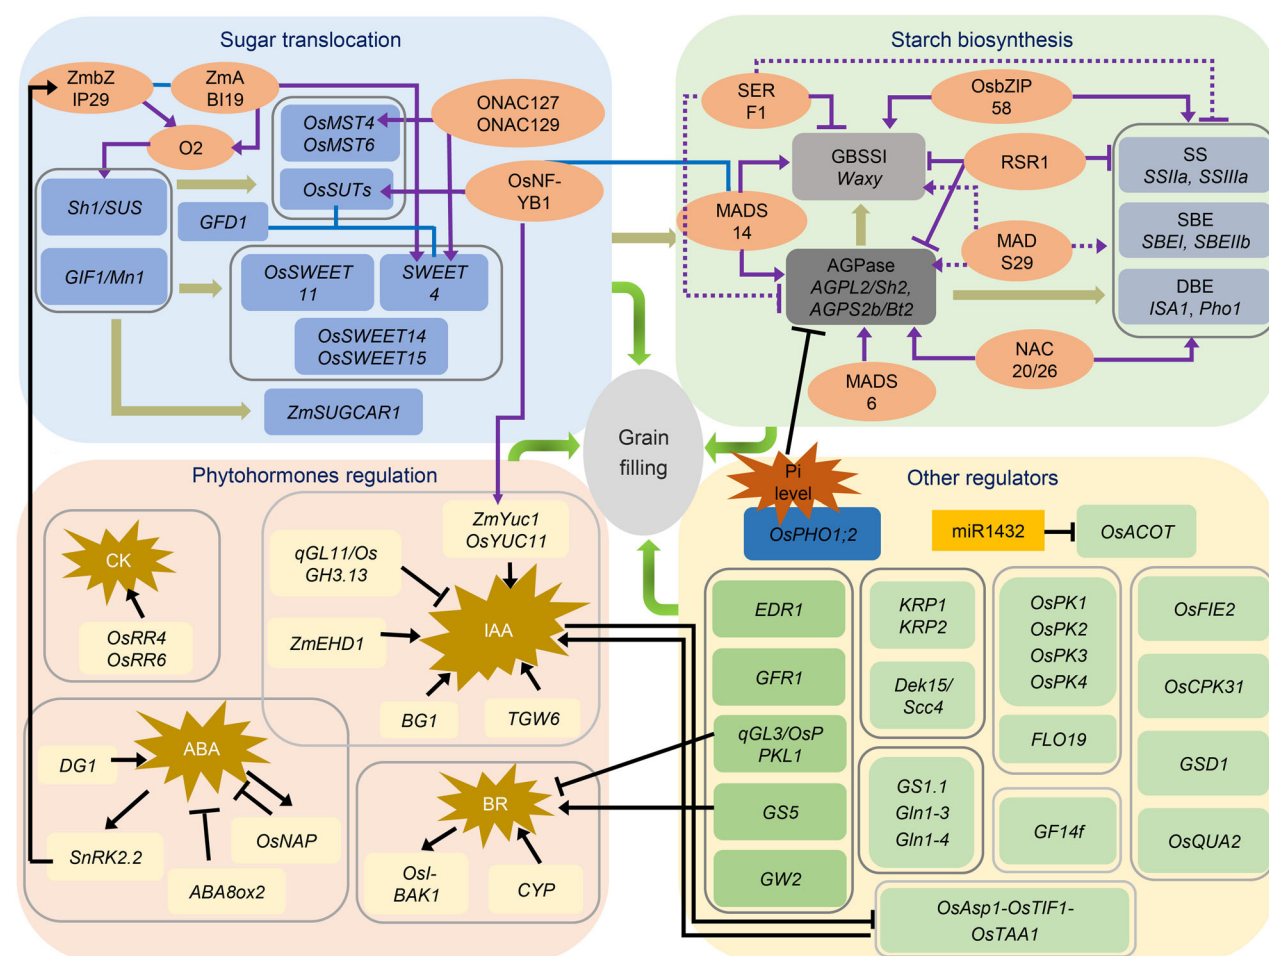 Sugar translocation
ZmbZ
IP29
ZmA
BI19
O2
OsMST4
OsMST6
OsSUTs
ONAC127
ONAC129
OsNF-
YB1
Sh1/SUS
GIF1/Mn1
GFD1
OsSWEET
11
SWEET
4
OsSWEET14
OsSWEET15
ZmSUGCAR1
Starch biosynthesis
SER
F1
OsbZIP
58
GBSSI
Waxy
RSR1
MADS
14
MAD
S29
AGPase
AGPL2/Sh2,
AGPS2b/Bt2
SS
SSIIa, SSIIIa
SBE
SBEI, SBEIIb
DBE
ISA1, Pho1
MADS
6
NAC
20/26
Grain
filling
Phytohormones regulation
CK
OsRR4
OsRR6
qGL11/Os
GH3.13
ZmYuc1
OsYUC11
ZmEHD1
IAA
BG1
TGW6
ABA
DG1
SnRK2.2
ABA8ox2
OsNAP
BR
OsI-
BAK1
CYP
Other regulators
Pi
level
OsPHO1;2
miR1432
OsACOT
EDR1
GFR1
qGL3/OsP
PKL1
GS5
GW2
KRP1
KRP2
Dek15/
Scc4
GS1.1
Gln1-3
Gln1-4
OsPK1
OsPK2
OsPK3
OsPK4
FLO19
GF14f
OsFIE2
OsCPK31
GSD1
OsQUA2
OsAsp1-OsTIF1-
OsTAA1